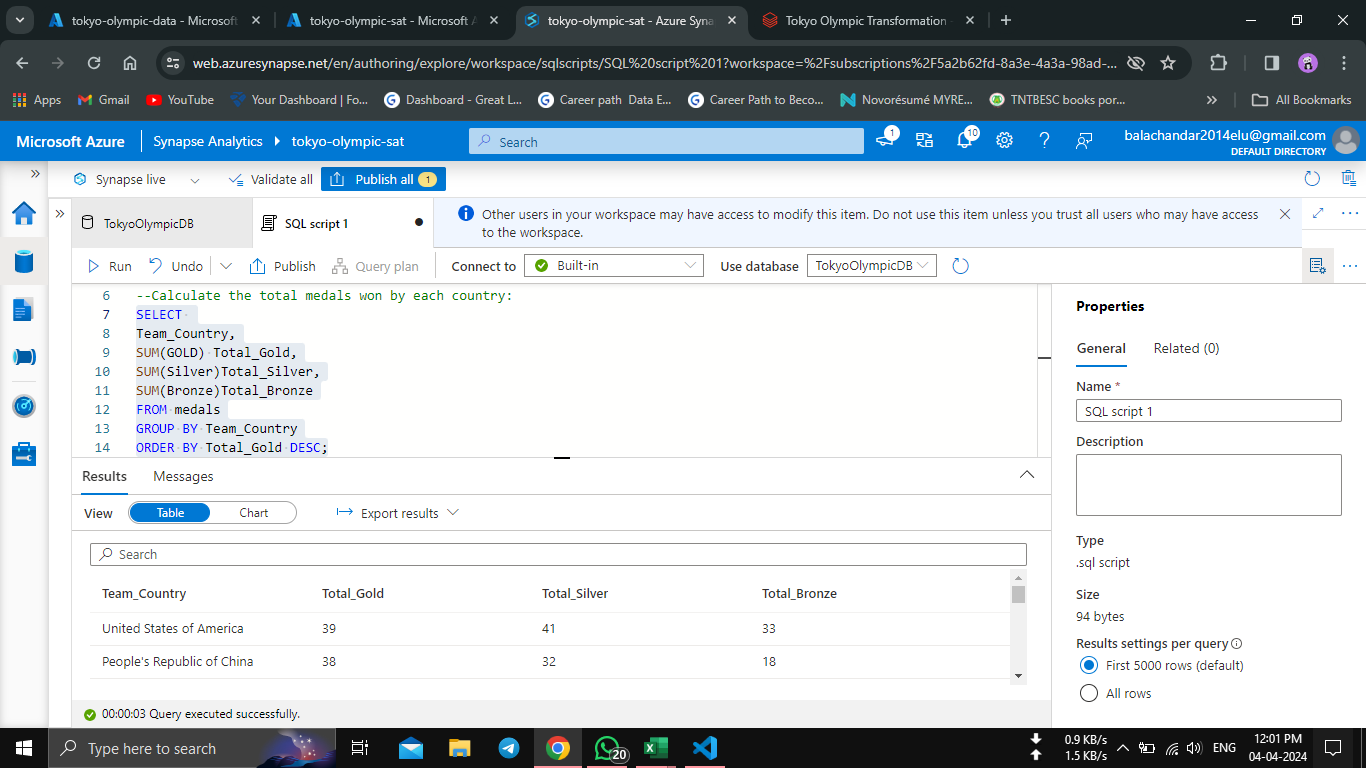 tokyo-olympic-data - Microsoft
tokyo-olympic-sat - Microsoft A
tokyo-olympic-sat - Azure Syna
Tokyo Olympic Transformation
web.azuresynapse.net/en/authoring/explore/workspace/sqlscripts/SQL%20script%201?workspace=%2Fsubscriptions%2F5a2b62fd-8a3e-4a3a-98ad-...
Apps
Gmail
YouTube
Your Dashboard | Fo...
Dashboard - Great L...
Career path Data E...
Career Path to Beco...
Novorésumé MYRE...
TNTBESC books por...
All Bookmarks
Microsoft Azure
Synapse Analytics
tokyo-olympic-sat
Search
1
10
balachandar2014elu@gmail.com
DEFAULT DIRECTORY
Synapse live
Validate all
Publish all 1
TokyoOlympicDB
SQL script 1
Other users in your workspace may have access to modify this item. Do not use this item unless you trust all users who may have access
to the workspace.
Run
Undo
Publish
Query plan
Connect to
Built-in
Use database
TokyoOlympicDB
6 --Calculate the total medals won by each country:
7 SELECT
8 Team_Country,
9 SUM(GOLD) Total_Gold,
10 SUM(Silver)Total_Silver,
11 SUM(Bronze)Total_Bronze
12 FROM medals
13 GROUP BY Team_Country
14 ORDER BY Total_Gold DESC;
Results
Messages
View
Table
Chart
Export results
Search
Team_Country Total_Gold Total_Silver Total_Bronze
United States of America 39 41 33
People's Republic of China 38 32 18
00:00:03 Query executed successfully.
Properties
General
Related (0)
Name *
SQL script 1
Description
Type
.sql script
Size
94 bytes
Results settings per query
First 5000 rows (default)
All rows
Type here to search
20
0.9 KB/s
1.5 KB/s
ENG
12:01 PM
04-04-2024